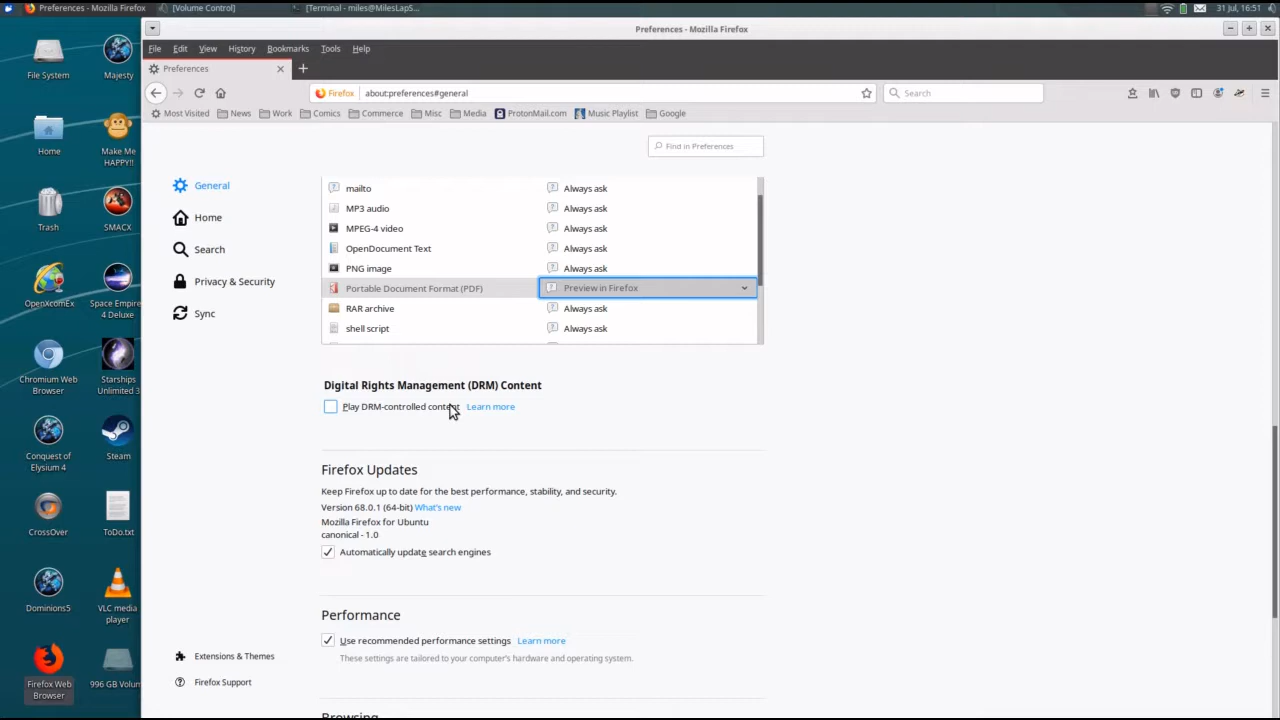 Preferences - Mozilla Firefox
[Volume Control]
[Terminal - miles@MilesLapS...
31 Jul, 16:51
Preferences - Mozilla Firefox
File Edit View History Bookmarks Tools Help
Preferences
Firefox about:preferences#general
Search
Most Visited News Work Comics Commerce Misc Media ProtonMail.com Music Playlist Google
Find in Preferences
General
Home
Search
Privacy & Security
Sync
mailto Always ask
MP3 audio Always ask
MPEG-4 video Always ask
OpenDocument Text Always ask
PNG image Always ask
Portable Document Format (PDF) Preview in Firefox
RAR archive Always ask
shell script Always ask
Digital Rights Management (DRM) Content
Play DRM-controlled content Learn more
Firefox Updates
Keep Firefox up to date for the best performance, stability, and security.
Version 68.0.1 (64-bit) What's new
Mozilla Firefox for Ubuntu
canonical - 1.0
Automatically update search engines
Performance
Use recommended performance settings Learn more
These settings are tailored to your computer's hardware and operating system.
Browsing
Extensions & Themes
Firefox Support
File System
Majesty
Home
Make Me
HAPPY!!
Trash
SMACX
OpenXcomEx
Space Empire
4 Deluxe
Chromium Web
Browser
Starships
Unlimited 3
Conquest of
Elysium 4
Steam
CrossOver
ToDo.txt
Dominions5
VLC media
player
Firefox Web
Browser
996 GB Volum